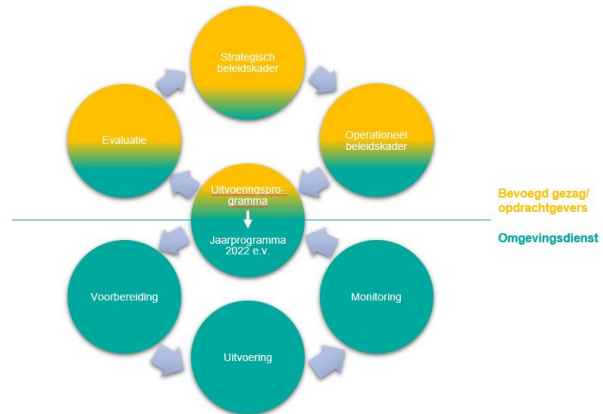 Strategisch
beleidskader
Evaluatie
Operationeel
beleidskader
Uitvoeringspro-
gramma
Jaarprogramma
2022 e.v.
Bevoegd gezag/
opdrachtgevers
Omgevingsdienst
Voorbereiding
Monitoring
Uitvoering